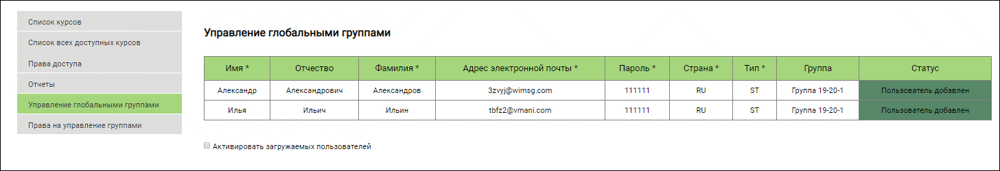 Список курсов
Список всех доступных курсов
Права доступа
Отчеты
Управление глобальными группами
Права на управление группами
Управление глобальными группами
Имя * Отчество Фамилия * Адрес электронной почты * Пароль * Страна * Тип * Группа Статус
Александр Александрович Александров 3zvyj@wimsg.com 111111 RU ST Группа 19-20-1 Пользователь добавлен
Илья Ильич Ильин tbfz2@vmani.com 111111 RU ST Группа 19-20-1 Пользователь добавлен
Активировать загружаемых пользователей